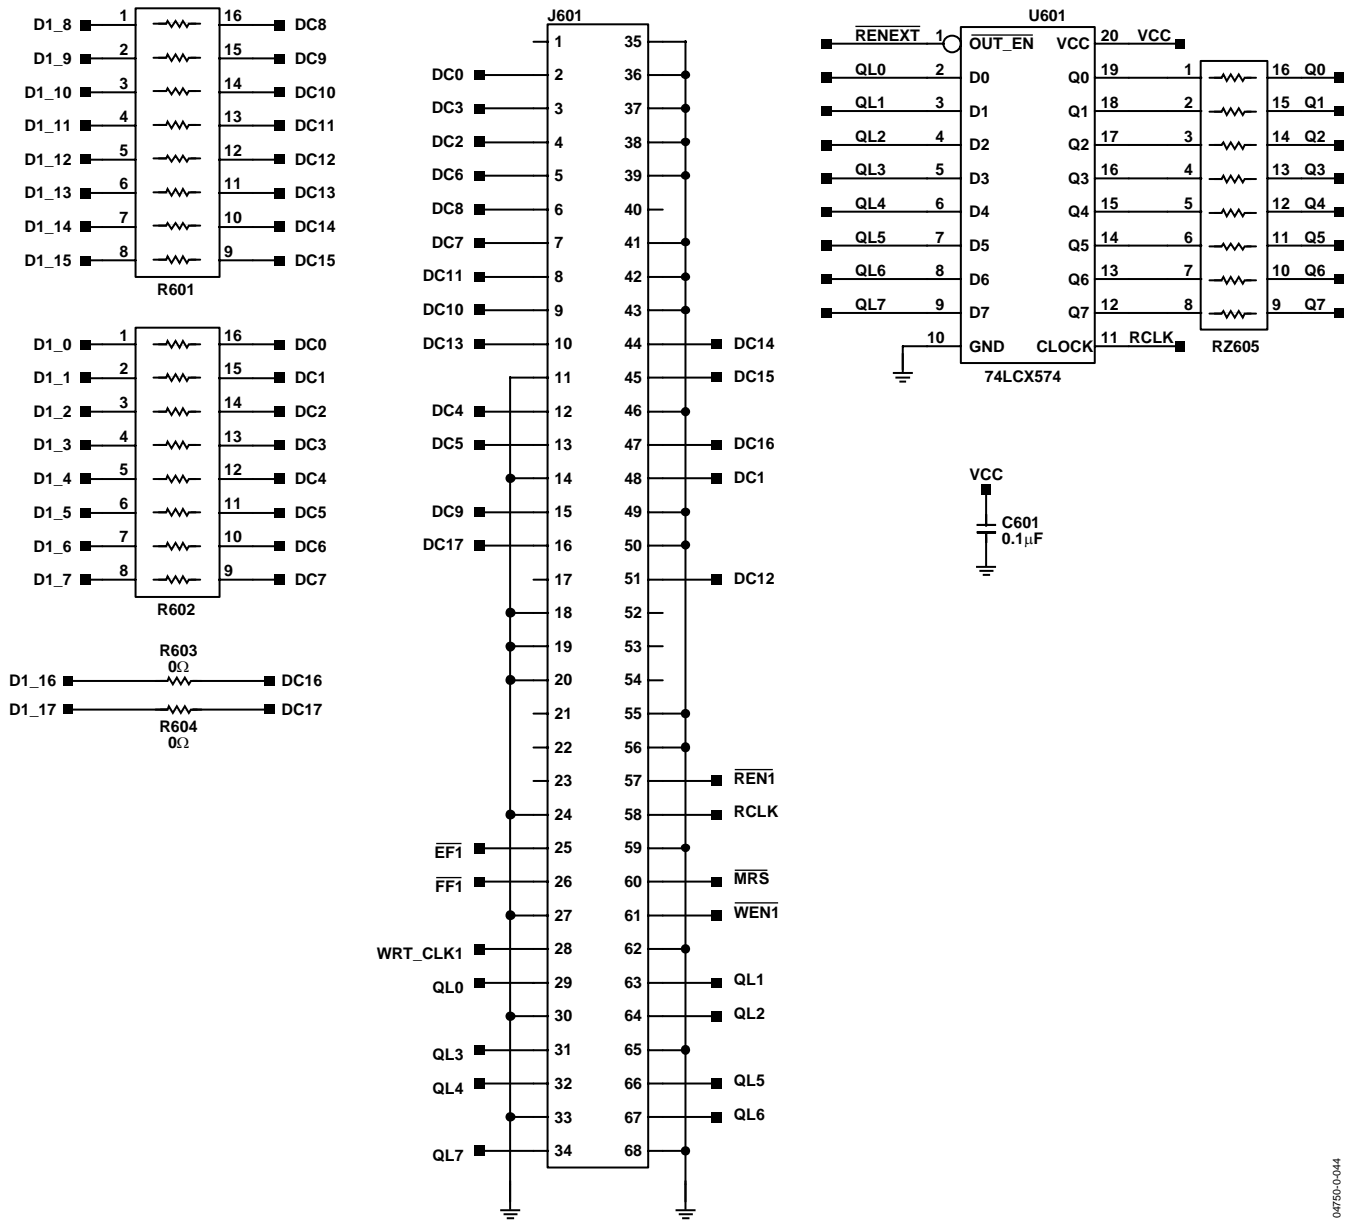 D1_8 1 16 DC8
D1_9 2 15 DC9
D1_10 3 14 DC10
D1_11 4 13 DC11
D1_12 5 12 DC12
D1_13 6 11 DC13
D1_14 7 10 DC14
D1_15 8 9 DC15
R601
D1_0 1 16 DC0
D1_1 2 15 DC1
D1_2 3 14 DC2
D1_3 4 13 DC3
D1_4 5 12 DC4
D1_5 6 11 DC5
D1_6 7 10 DC6
D1_7 8 9 DC7
R602
R603
0Ω
D1_16 DC16
D1_17 DC17
R604
0Ω
J601
1 35
DC0 2 36
DC3 3 37
DC2 4 38
DC6 5 39
DC8 6 40
DC7 7 41
DC11 8 42
DC10 9 43
DC13 10 44 DC14
11 45 DC15
DC4 12 46
DC5 13 47 DC16
14 48 DC1
DC9 15 49
DC17 16 50
17 51 DC12
18 52
19 53
20 54
21 55
22 56
23 57 REN1
24 58 RCLK
EF1 25 59
FF1 26 60 MRS
27 61 WEN1
WRT_CLK1 28 62
QL0 29 63 QL1
30 64 QL2
QL3 31 65
QL4 32 66 QL5
33 67 QL6
QL7 34 68
U601
RENEXT 1 OUT_EN VCC 20 VCC
QL0 2 D0 Q0 19 1 16 Q0
QL1 3 D1 Q1 18 2 15 Q1
QL2 4 D2 Q2 17 3 14 Q2
QL3 5 D3 Q3 16 4 13 Q3
QL4 6 D4 Q4 15 5 12 Q4
QL5 7 D5 Q5 14 6 11 Q5
QL6 8 D6 Q6 13 7 10 Q6
QL7 9 D7 Q7 12 8 9 Q7
10 GND CLOCK 11 RCLK
RZ605
74LCX574
VCC
C601
0.1μF
04750-0-044